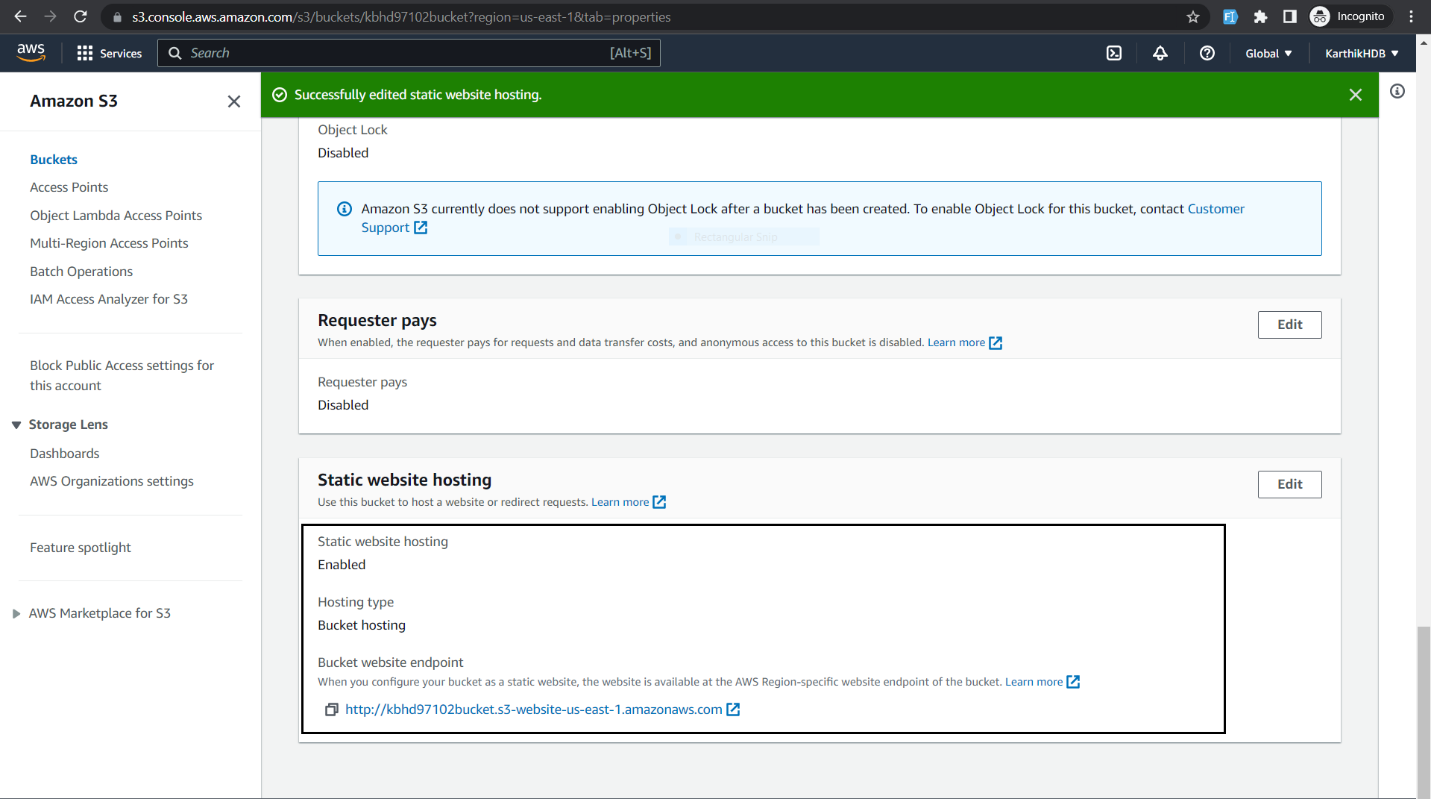 s3.console.aws.amazon.com/s3/buckets/kbhd97102bucket?region=us-east-1&tab=properties
Incognito
aws
Services
Search
[Alt+S]
Global
KarthikHDB
Amazon S3
Successfully edited static website hosting.
Buckets
Access Points
Object Lambda Access Points
Multi-Region Access Points
Batch Operations
IAM Access Analyzer for S3
Block Public Access settings for
this account
Storage Lens
Dashboards
AWS Organizations settings
Feature spotlight
AWS Marketplace for S3
Object Lock
Disabled
Amazon S3 currently does not support enabling Object Lock after a bucket has been created. To enable Object Lock for this bucket, contact Customer
Support
Rectangular Snip
Requester pays
Edit
When enabled, the requester pays for requests and data transfer costs, and anonymous access to this bucket is disabled. Learn more
Requester pays
Disabled
Static website hosting
Edit
Use this bucket to host a website or redirect requests. Learn more
Static website hosting
Enabled
Hosting type
Bucket hosting
Bucket website endpoint
When you configure your bucket as a static website, the website is available at the AWS Region-specific website endpoint of the bucket. Learn more
http://kbhd97102bucket.s3-website-us-east-1.amazonaws.com